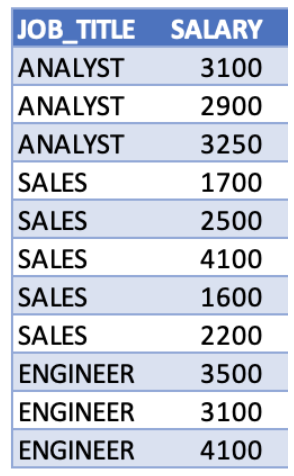 JOB_TITLE SALARY
ANALYST 3100
ANALYST 2900
ANALYST 3250
SALES 1700
SALES 2500
SALES 4100
SALES 1600
SALES 2200
ENGINEER 3500
ENGINEER 3100
ENGINEER 4100